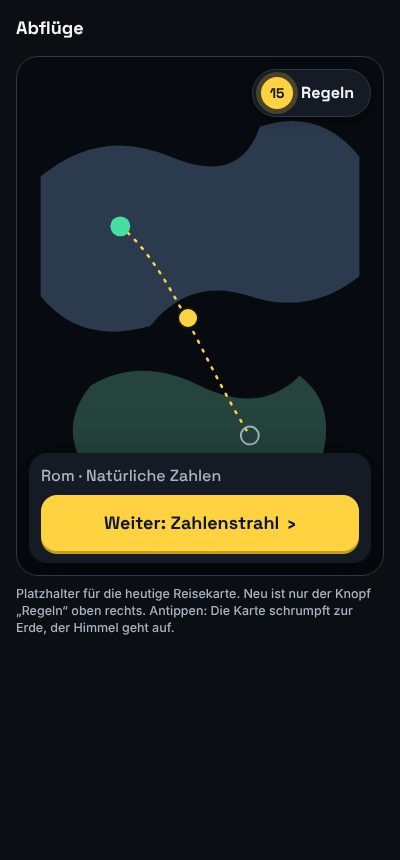 Abflüge
15 Regeln
Rom · Natürliche Zahlen
Weiter: Zahlenstrahl ›
Platzhalter für die heutige Reisekarte. Neu ist nur der Knopf
„Regeln“ oben rechts. Antippen: Die Karte schrumpft zur
Erde, der Himmel geht auf.